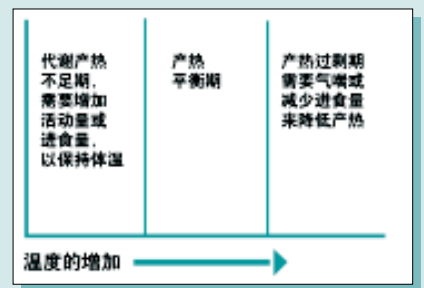 代谢产热
不足期，
需要增加
活动量或
进食量，
以保持体温
产热
平衡期
产热过剩期
需要气喘或
减少进食量
来降低产热
温度的增加